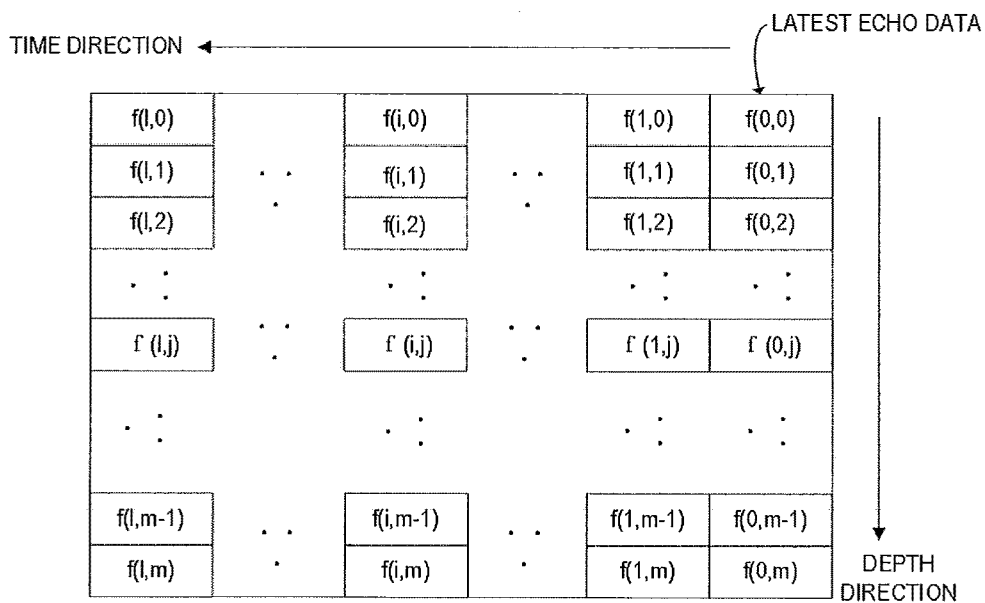 LATEST ECHO DATA
TIME DIRECTION
f(l,0) f(i,0) f(1,0) f(0,0)
f(l,1) f(i,1) f(1,1) f(0,1)
f(l,2) f(i,2) f(1,2) f(0,2)
f (l,j) f (i,j) f (1,j) f (0,j)
f(l,m-1) f(i,m-1) f(1,m-1) f(0,m-1)
f(l,m) f(i,m) f(1,m) f(0,m)
DEPTH
DIRECTION